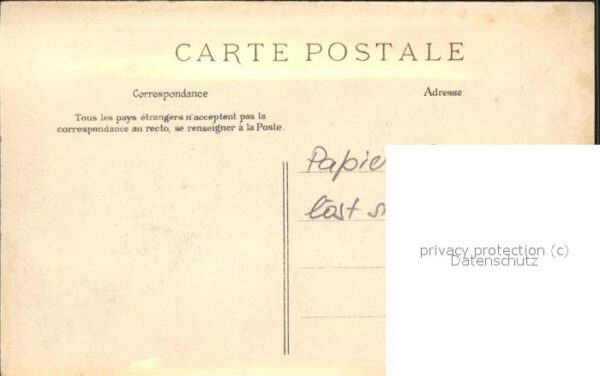 CARTE POSTALE
Correspondance
Adresse
Tous les pays étrangers n'acceptent pas la
correspondance au recto, se renseigner à la Poste.
privacy protection (c)
Datenschutz